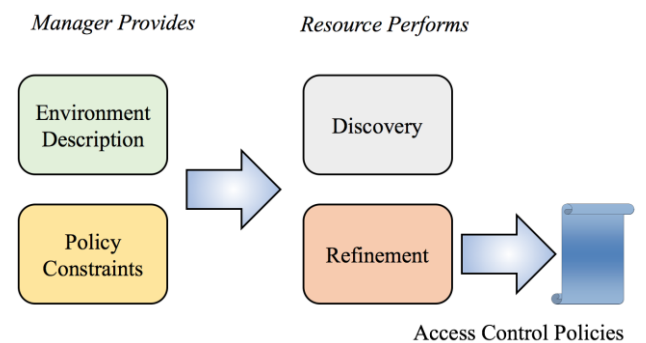 Manager Provides
Resource Performs
Environment
Description
Discovery
Policy
Constraints
Refinement
Access Control Policies